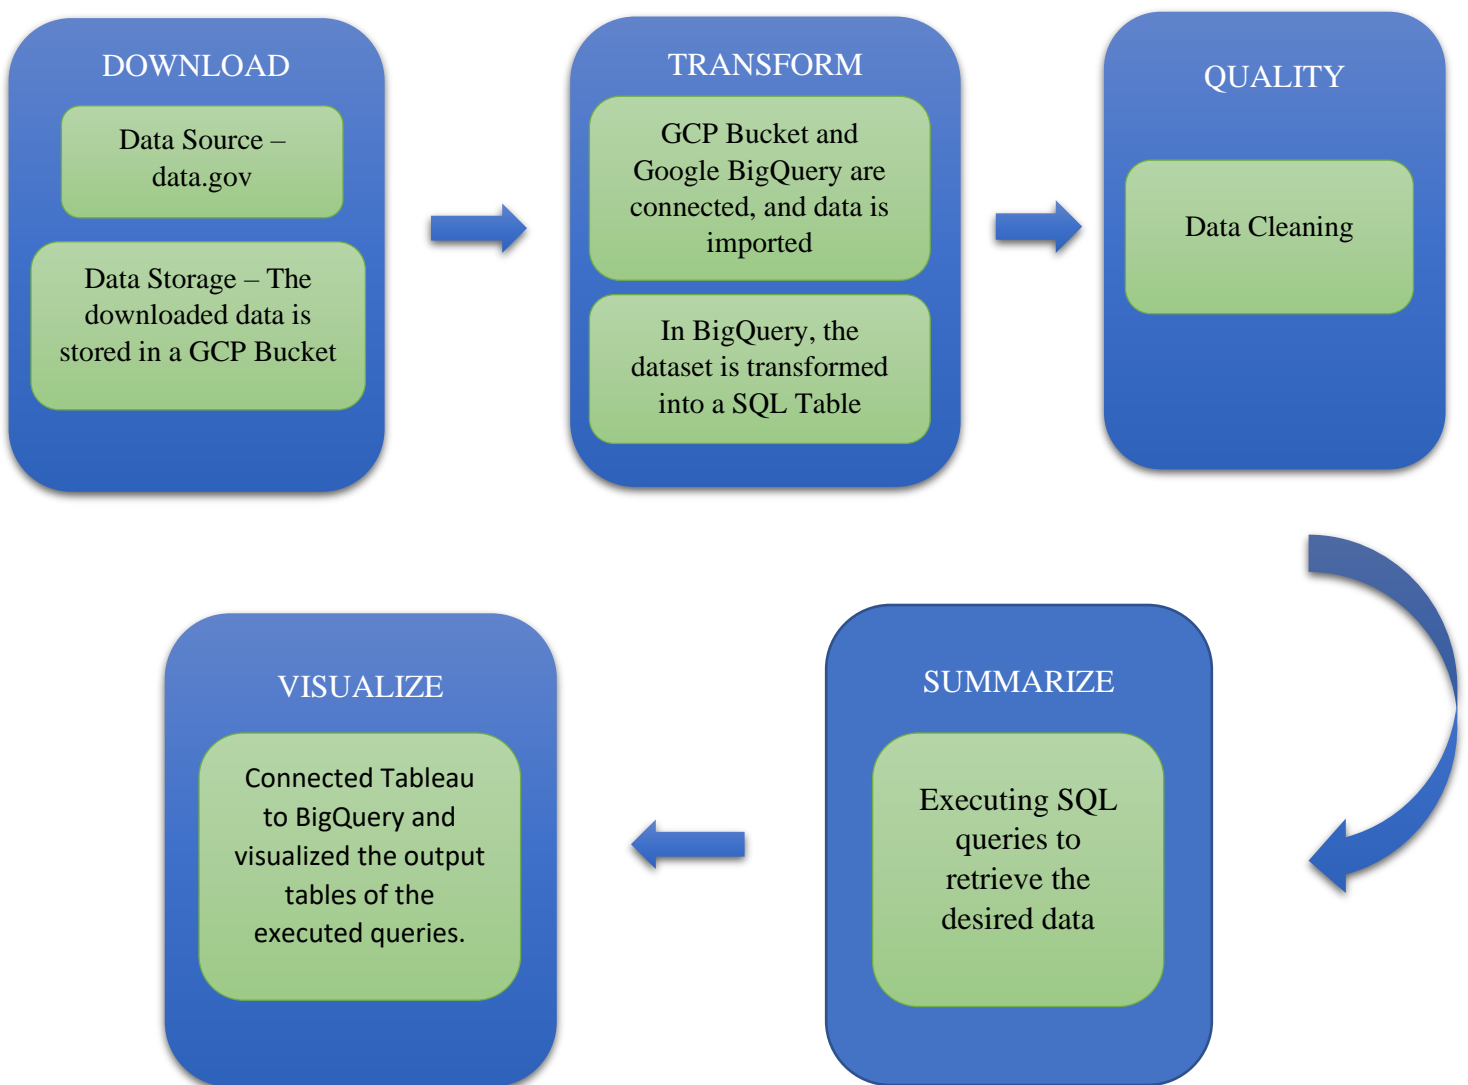 DOWNLOAD
Data Source –
data.gov
Data Storage – The
downloaded data is
stored in a GCP Bucket
TRANSFORM
GCP Bucket and
Google BigQuery are
connected, and data is
imported
In BigQuery, the
dataset is transformed
into a SQL Table
QUALITY
Data Cleaning
SUMMARIZE
Executing SQL
queries to
retrieve the
desired data
VISUALIZE
Connected Tableau
to BigQuery and
visualized the output
tables of the
executed queries.